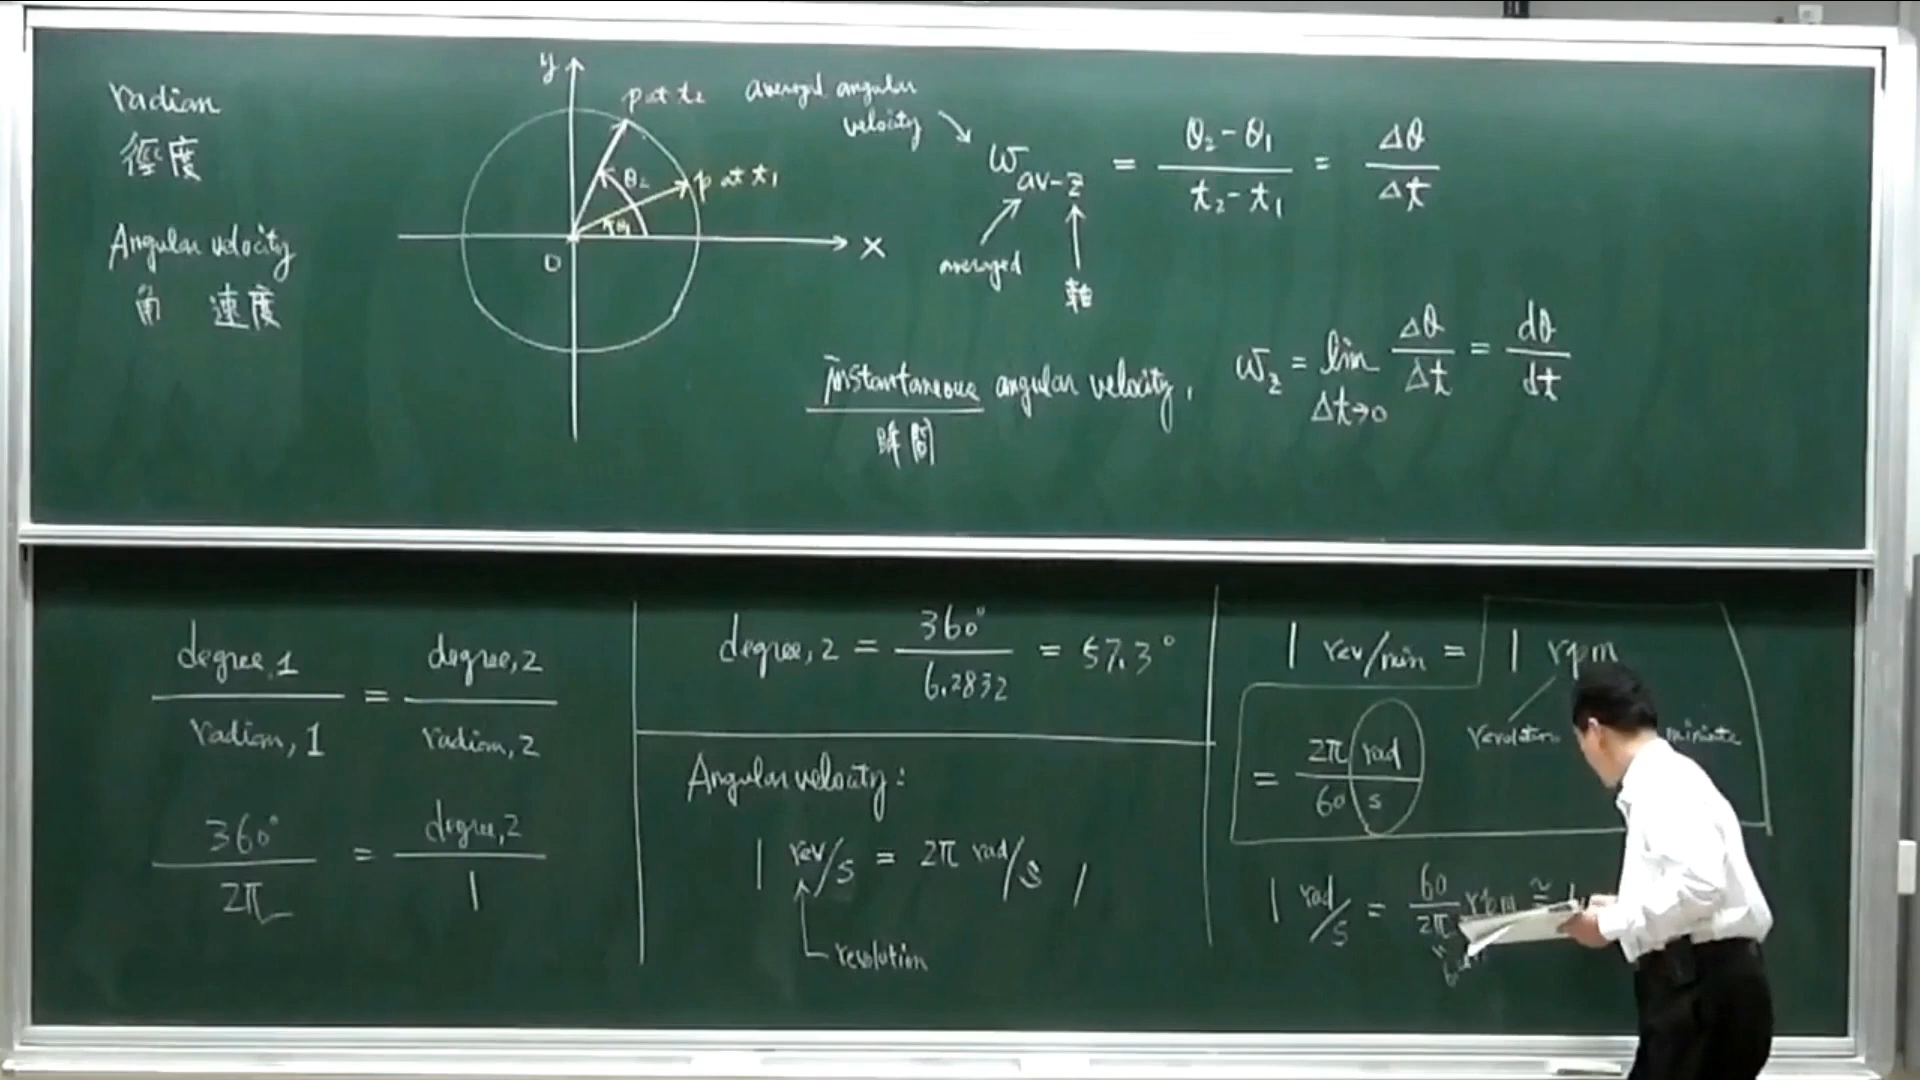 radian
徑度
Angular velocity
角 速度
y
p at t₂
p at t₁
θ₂
θ₁
O
x
averaged angular
velocity
ω_av-z = (θ₂ - θ₁)/(t₂ - t₁) = Δθ/Δt
averaged
軸
instantaneous angular velocity,
瞬間
ω_z = lim Δθ/Δt = dθ/dt
Δt→0
degree,1 / radian,1 = degree,2 / radian,2
360° / 2π = degree,2 / 1
degree,2 = 360° / 6.2832 = 57.3°
Angular velocity:
1 rev/s = 2π rad/s
revolution
1 rev/min = 1 rpm
minute
= 2π rad / 60 s
1 rad/s = 60/2π rpm ≅